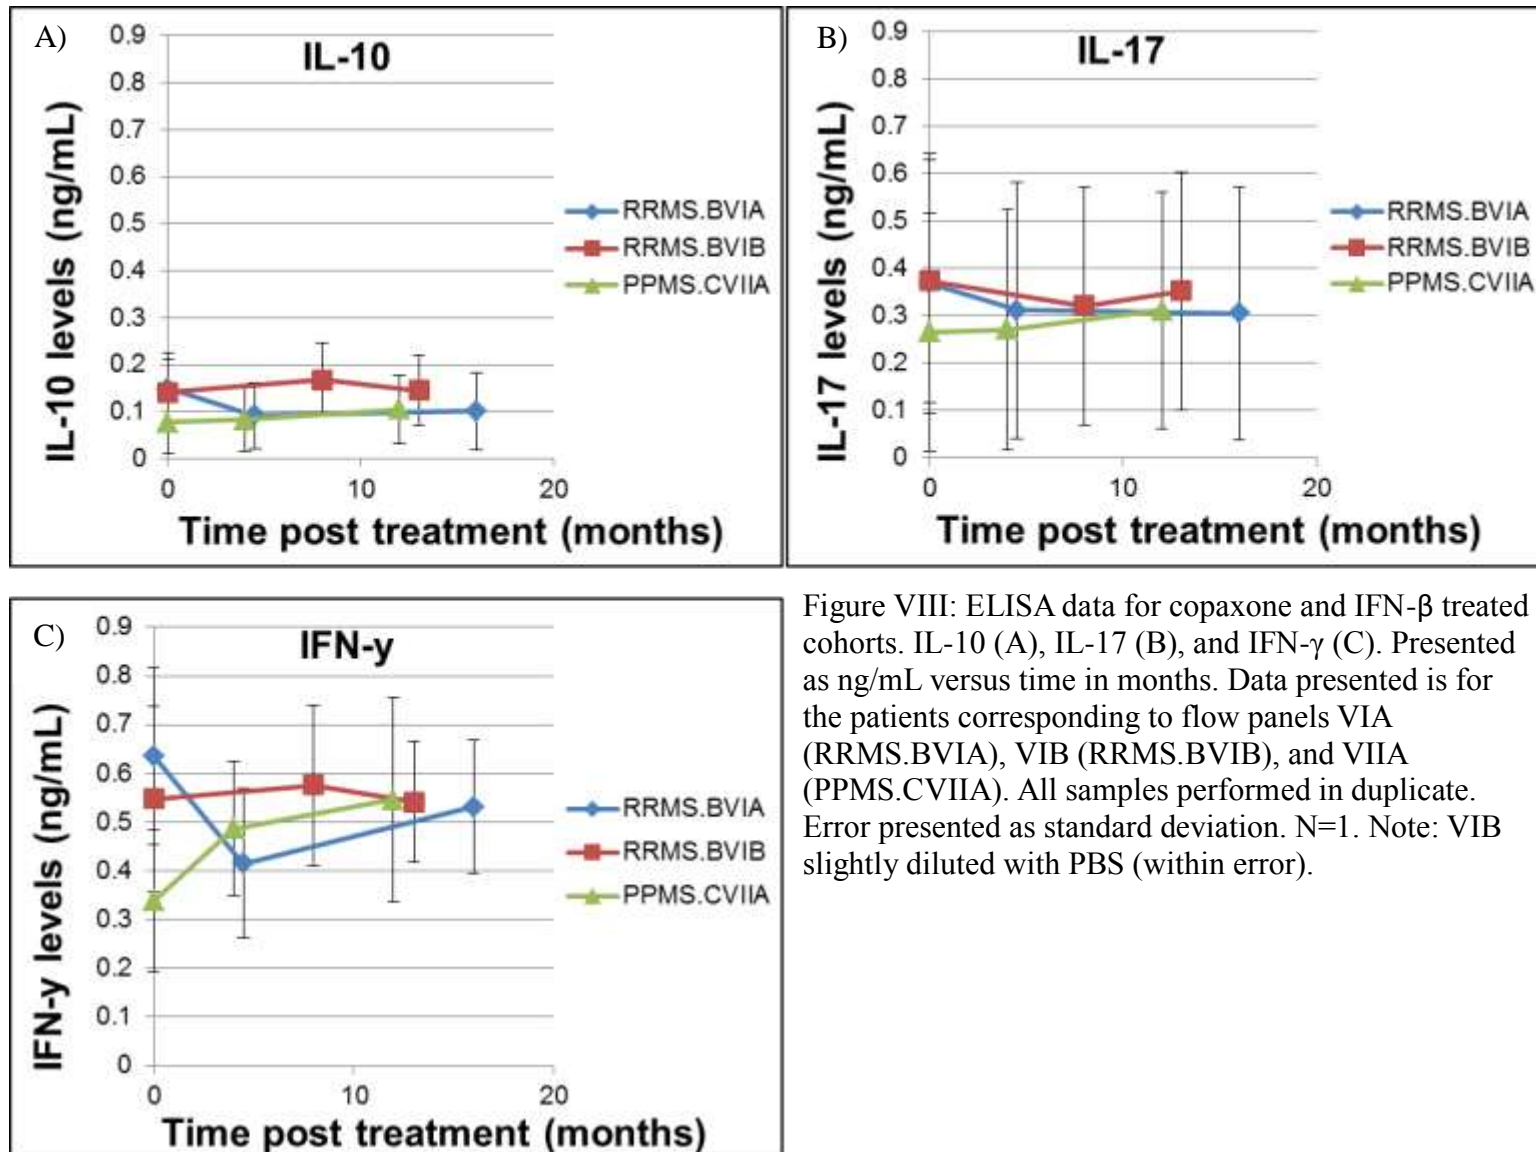 A)
IL-10
0.9
0.8
0.7
0.6
0.5
0.4
0.3
0.2
0.1
0
0 10 20
IL-10 levels (ng/mL)
Time post treatment (months)
RRMS.BVIA
RRMS.BVIB
PPMS.CVIIA
B)
IL-17
0.9
0.8
0.7
0.6
0.5
0.4
0.3
0.2
0.1
0
0 10 20
IL-17 levels (ng/mL)
Time post treatment (months)
RRMS.BVIA
RRMS.BVIB
PPMS.CVIIA
C)
IFN-y
0.9
0.8
0.7
0.6
0.5
0.4
0.3
0.2
0.1
0
0 10 20
IFN-y levels (ng/mL)
Time post treatment (months)
RRMS.BVIA
RRMS.BVIB
PPMS.CVIIA
Figure VIII: ELISA data for copaxone and IFN-β treated
cohorts. IL-10 (A), IL-17 (B), and IFN-γ (C). Presented
as ng/mL versus time in months. Data presented is for
the patients corresponding to flow panels VIA
(RRMS.BVIA), VIB (RRMS.BVIB), and VIIA
(PPMS.CVIIA). All samples performed in duplicate.
Error presented as standard deviation. N=1. Note: VIB
slightly diluted with PBS (within error).